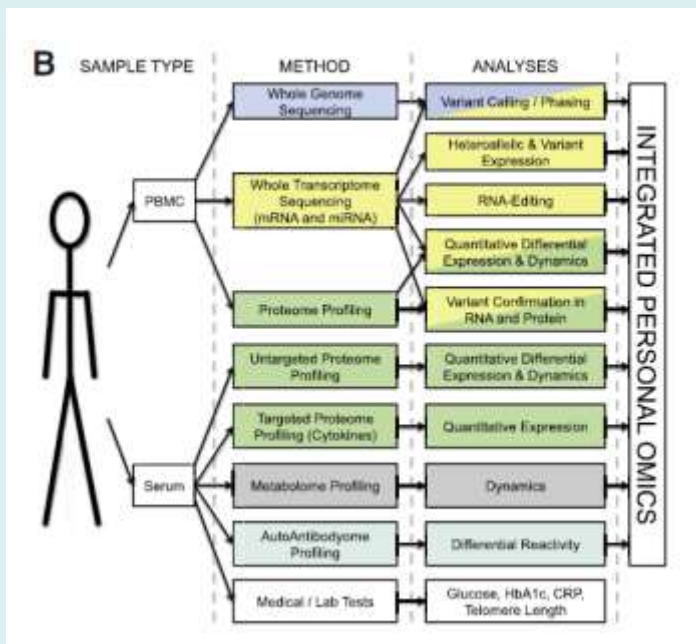 B
SAMPLE TYPE
METHOD
ANALYSES
PBMC
Serum
Whole Genome
Sequencing
Whole Transcriptome
Sequencing
(mRNA and miRNA)
Proteome Profiling
Untargeted Proteome
Profiling
Targeted Proteome
Profiling (Cytokines)
Metabolome Profiling
AutoAntibodyome
Profiling
Medical / Lab Tests
Variant Calling / Phasing
Heteroallelic & Variant
Expression
RNA-Editing
Quantitative Differential
Expression & Dynamics
Variant Confirmation in
RNA and Protein
Quantitative Differential
Expression & Dynamics
Quantitative Expression
Dynamics
Differential Reactivity
Glucose, HbA1c, CRP,
Telomere Length
INTEGRATED PERSONAL OMICS